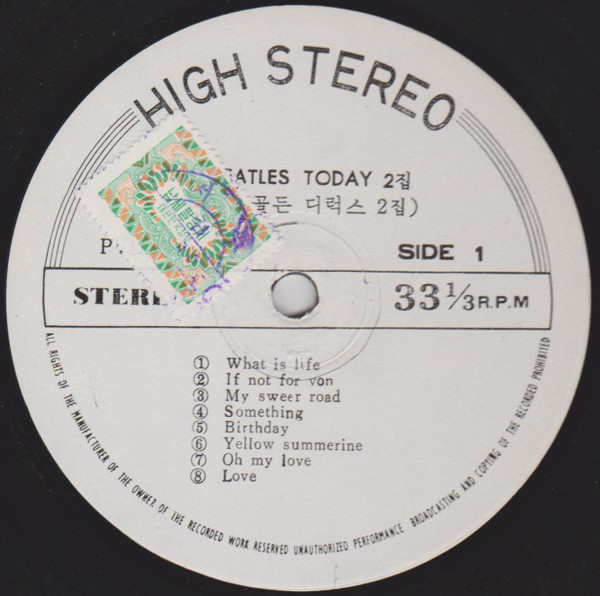 HIGH STEREO
EATLES TODAY 2집
골든 디럭스 2집)
SIDE 1
STERE
33 1/3 R.P.M
① What is life
② If not for von
③ My sweer road
④ Something
⑤ Birthday
⑥ Yellow summerine
⑦ Oh my love
⑧ Love
ALL RIGHTS OF THE MANUFACTURER OF THE OWNER OF THE RECORDED WORK RESERVED UNAUTHORIZED PERFORMANCE BROADCASTING AND COPYING OF THE RECORDED PROHIBITED